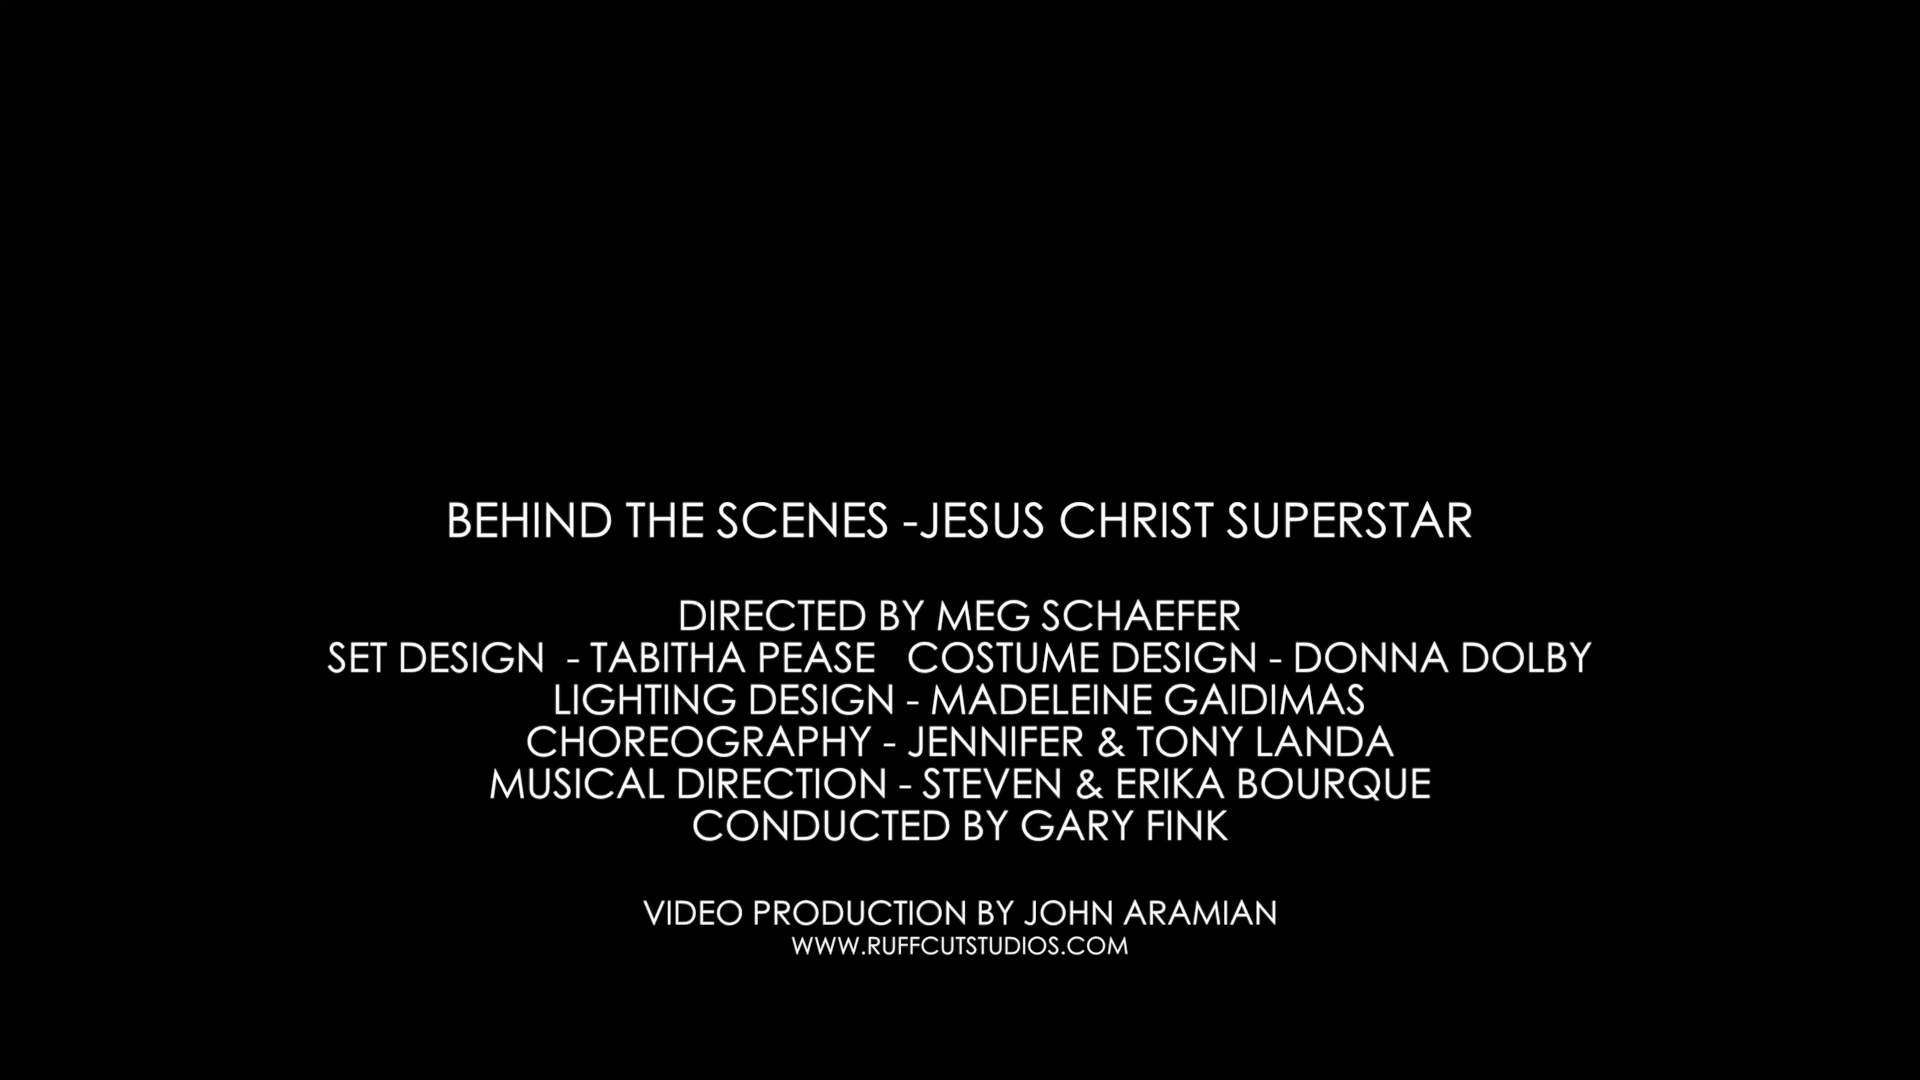 BEHIND THE SCENES -JESUS CHRIST SUPERSTAR
DIRECTED BY MEG SCHAEFER
SET DESIGN  - TABITHA PEASE   COSTUME DESIGN - DONNA DOLBY
LIGHTING DESIGN - MADELEINE GAIDIMAS
CHOREOGRAPHY - JENNIFER & TONY LANDA
MUSICAL DIRECTION - STEVEN & ERIKA BOURQUE
CONDUCTED BY GARY FINK
VIDEO PRODUCTION BY JOHN ARAMIAN
WWW.RUFFCUTSTUDIOS.COM